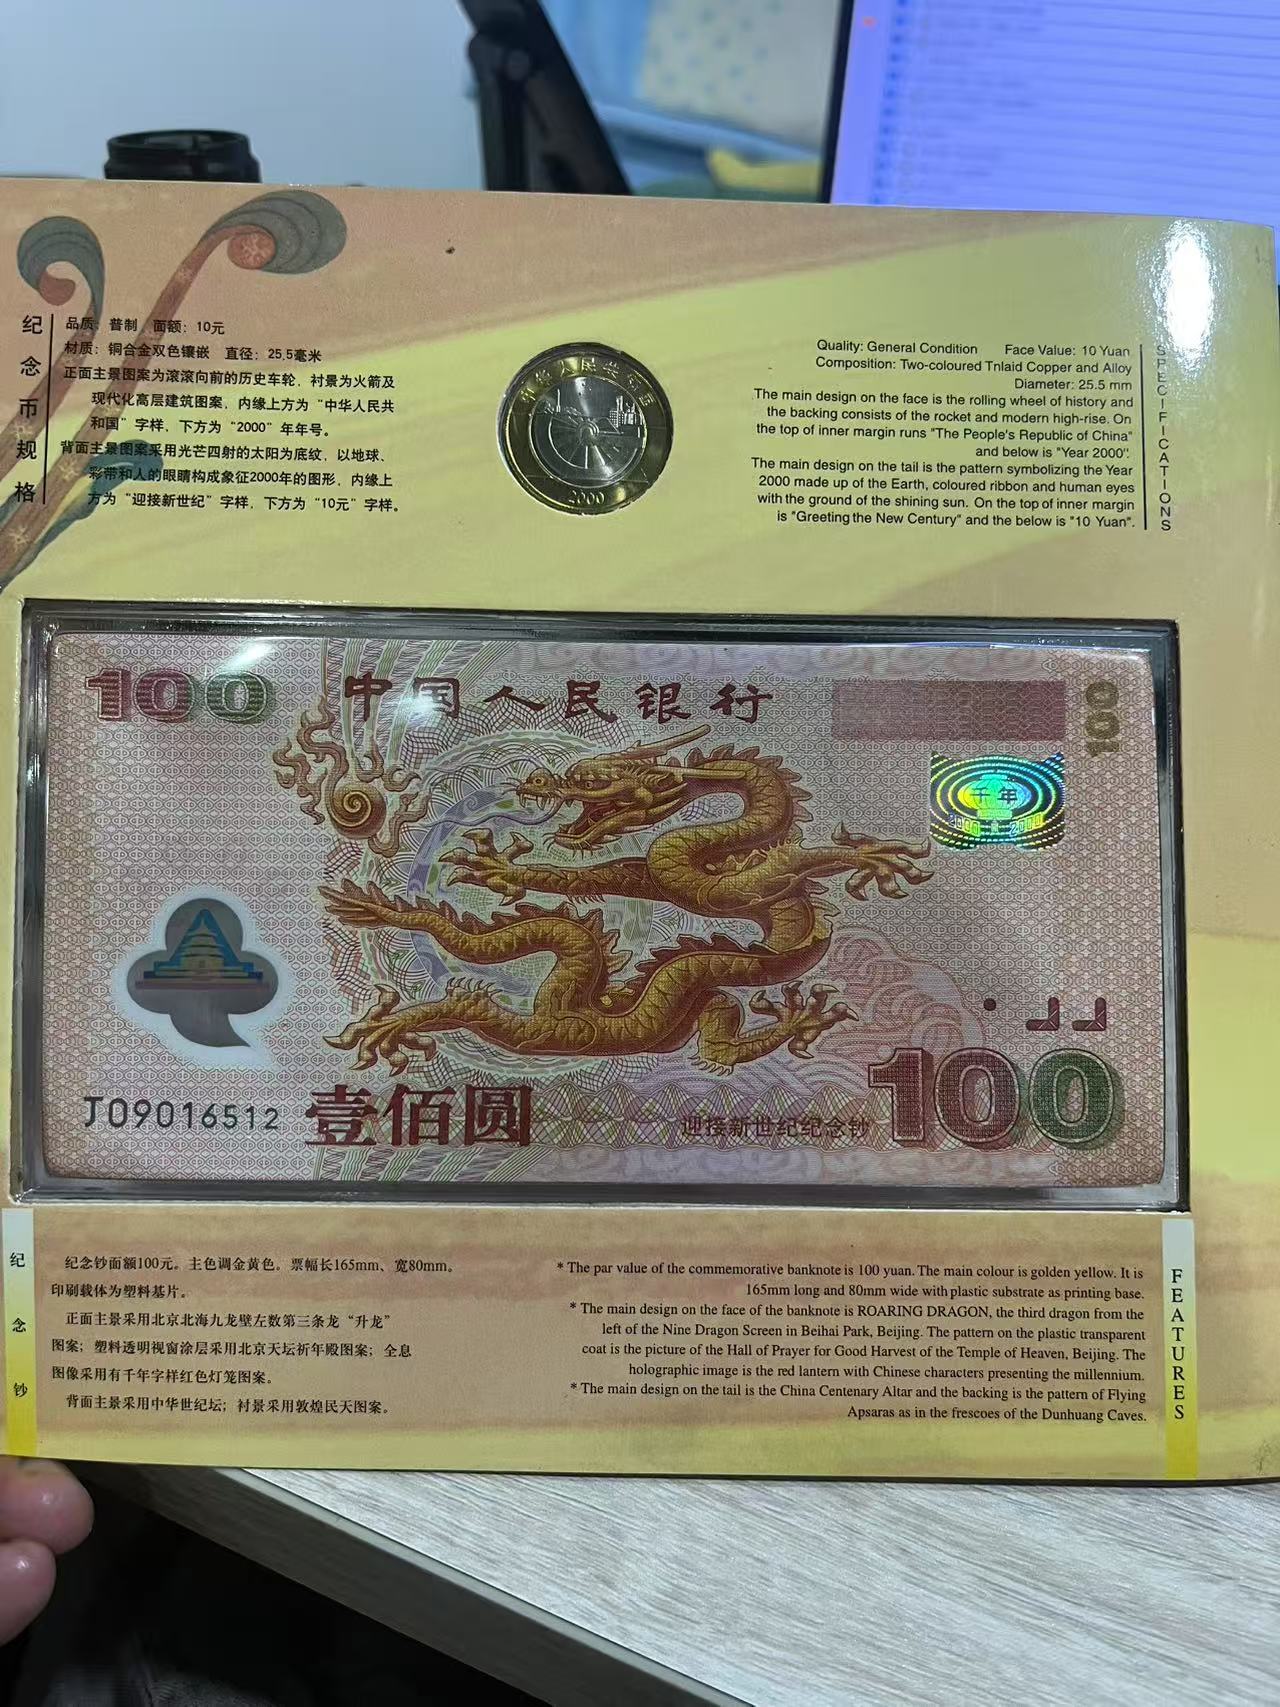 纪念币规格
品质：普制 面额：10元
材质：铜合金双色镶嵌 直径：25.5毫米
正面主景图案为滚滚向前的历史车轮，衬景为火箭及
现代化高层建筑图案，内缘上方为“中华人民共
和国”字样，下方为“2000”年年号。
背面主景图案采用光芒四射的太阳为底纹，以地球、
彩带和人的眼睛构成象征2000年的图形，内缘上
方为“迎接新世纪”字样，下方为“10元”字样。
中华人民共和国
2000
Quality: General Condition Face Value: 10 Yuan
Composition: Two-coloured Tnlaid Copper and Alloy
Diameter: 25.5 mm
The main design on the face is the rolling wheel of history and
the backing consists of the rocket and modern high-rise. On
the top of inner margin runs "The People's Republic of China"
and below is "Year 2000".
The main design on the tail is the pattern symbolizing the Year
2000 made up of the Earth, coloured ribbon and human eyes
with the ground of the shining sun. On the top of inner margin
is "Greeting the New Century" and the below is "10 Yuan".
SPECIFICATIONS
100
中国人民银行
100
千年
2000
J09016512
壹佰圆
迎接新世纪纪念钞
100
纪念钞
纪念钞面额100元。主色调金黄色。票幅长165mm、宽80mm。
印刷载体为塑料基片。
正面主景采用北京北海九龙壁左数第三条龙“升龙”
图案；塑料透明视窗涂层采用北京天坛祈年殿图案；全息
图像采用有千年字样红色灯笼图案。
背面主景采用中华世纪坛；衬景采用敦煌民天图案。
* The par value of the commemorative banknote is 100 yuan. The main colour is golden yellow. It is
165mm long and 80mm wide with plastic substrate as printing base.
* The main design on the face of the banknote is ROARING DRAGON, the third dragon from the
left of the Nine Dragon Screen in Beihai Park, Beijing. The pattern on the plastic transparent
coat is the picture of the Hall of Prayer for Good Harvest of the Temple of Heaven, Beijing. The
holographic image is the red lantern with Chinese characters presenting the millennium.
* The main design on the tail is the China Centenary Altar and the backing is the pattern of Flying
Apsaras as in the frescoes of the Dunhuang Caves.
FEATURES